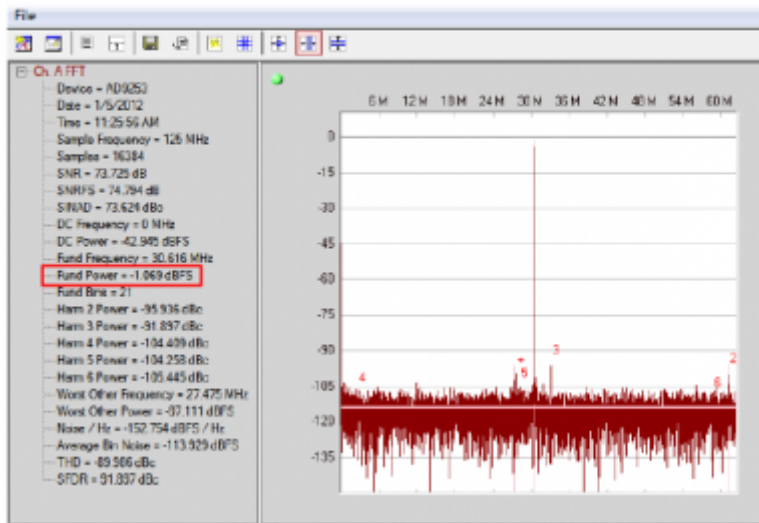 File
Ch. A FFT
Device = AD9253
Date = 1/5/2012
Time = 11:25:56 AM
Sample Frequency = 125 MHz
Samples = 16384
SNR = 73.725 dB
SNRFS = 74.794 dB
SINAD = 73.624 dBc
DC Frequency = 0 MHz
DC Power = -42.945 dBFS
Fund Frequency = 30.616 MHz
Fund Power = -1.069 dBFS
Fund Bins = 21
Harm 2 Power = -95.936 dBc
Harm 3 Power = -91.897 dBc
Harm 4 Power = -104.409 dBc
Harm 5 Power = -104.258 dBc
Harm 6 Power = -105.445 dBc
Worst Other Frequency = 27.475 MHz
Worst Other Power = -97.111 dBFS
Noise / Hz = -152.754 dBFS / Hz
Average Bin Noise = -113.929 dBFS
THD = -89.986 dBc
SFDR = 91.897 dBc
6M 12M 18M 24M 30M 36M 42M 48M 54M 60M
0
-15
-30
-45
-60
-75
-90
-105
-120
-135
4
+
5
3
6
2